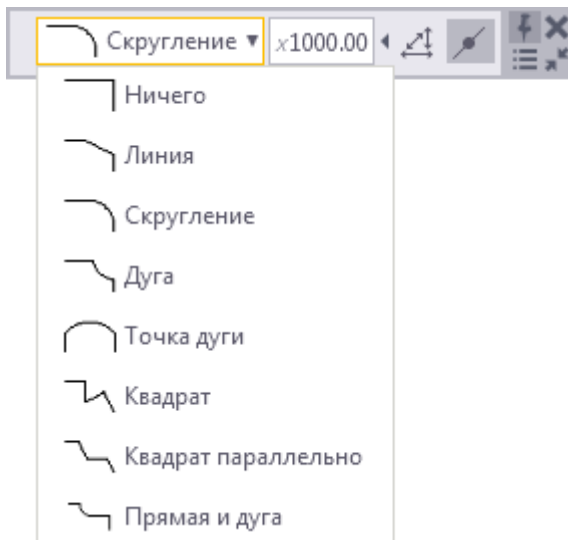 Скругление ▼ x1000.00
Ничего
Линия
Скругление
Дуга
Точка дуги
Квадрат
Квадрат параллельно
Прямая и дуга